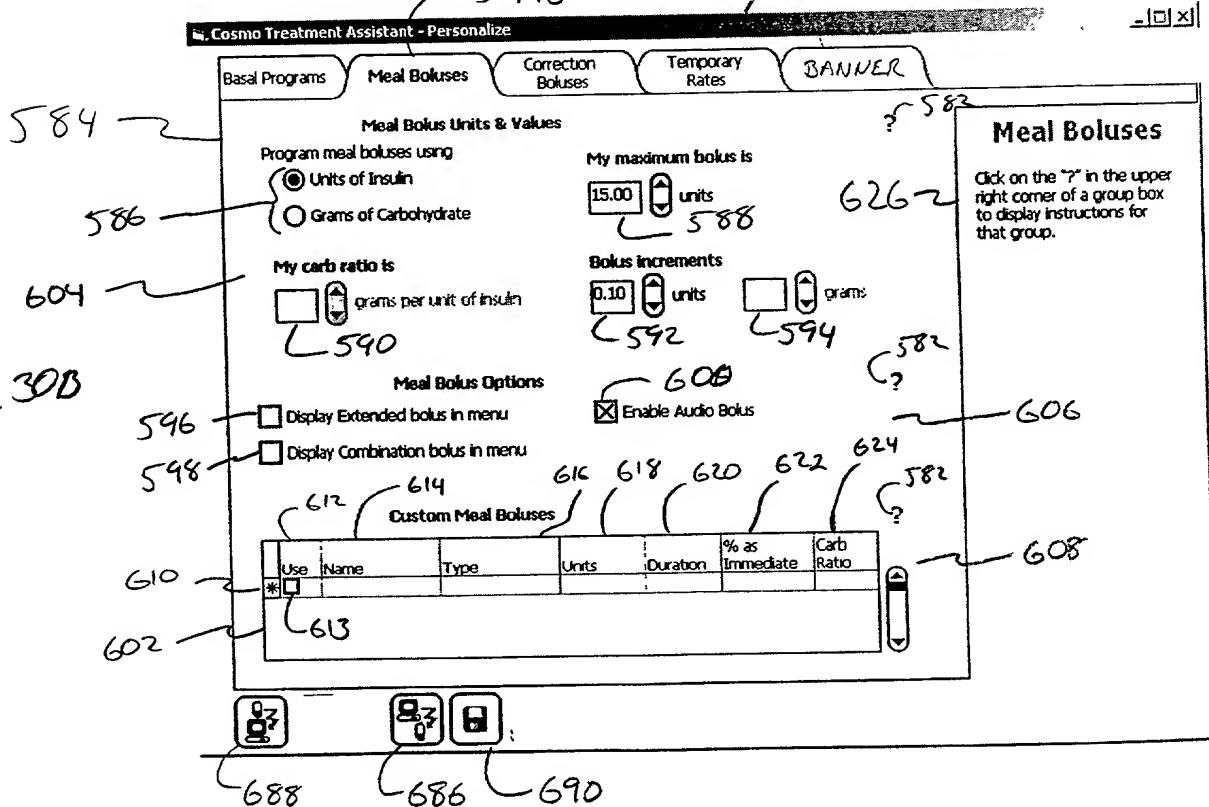 Cosmo Treatment Assistant - Personalize
Basal Programs
Meal Boluses
Correction
Boluses
Temporary
Rates
BANNER
584
Meal Bolus Units & Values
? 582
Meal Boluses
Program meal boluses using
Units of Insulin
Grams of Carbohydrate
586
My maximum bolus is
15.00 units
588
626
Click on the "?" in the upper
right corner of a group box
to display instructions for
that group.
604
My carb ratio is
grams per unit of insulin
590
Bolus increments
0.10 units
grams
592
594
30B
Meal Bolus Options
600
582
?
596
Display Extended bolus in menu
Enable Audio Bolus
606
598
Display Combination bolus in menu
612
614
616
618
620
622
624
582
?
Custom Meal Boluses
608
Use Name Type Units Duration % as Immediate Carb Ratio
610
*
613
602
688
686
690